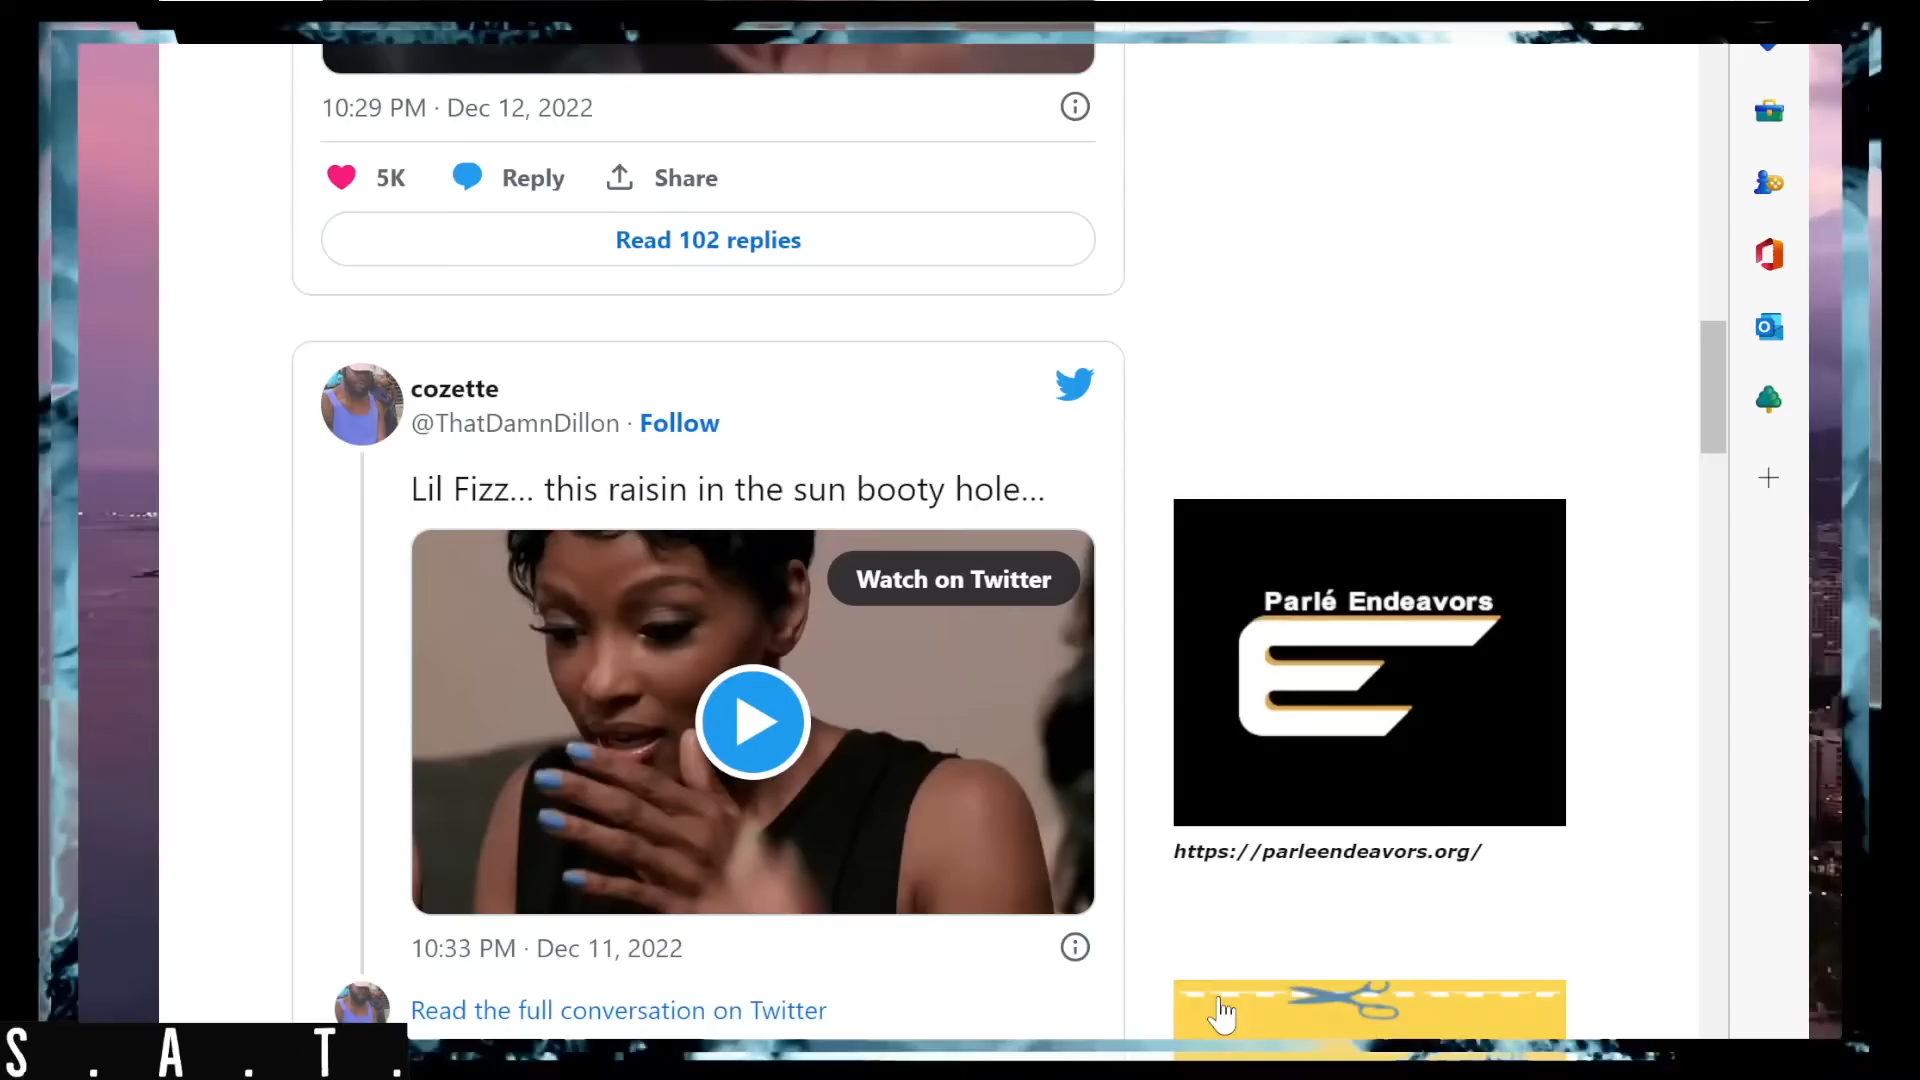 10:29 PM · Dec 12, 2022
5K Reply Share
Read 102 replies
cozette
@ThatDamnDillon · Follow
Lil Fizz... this raisin in the sun booty hole...
Watch on Twitter
10:33 PM · Dec 11, 2022
Read the full conversation on Twitter
Parlé Endeavors
https://parleendeavors.org/
S . A . T .